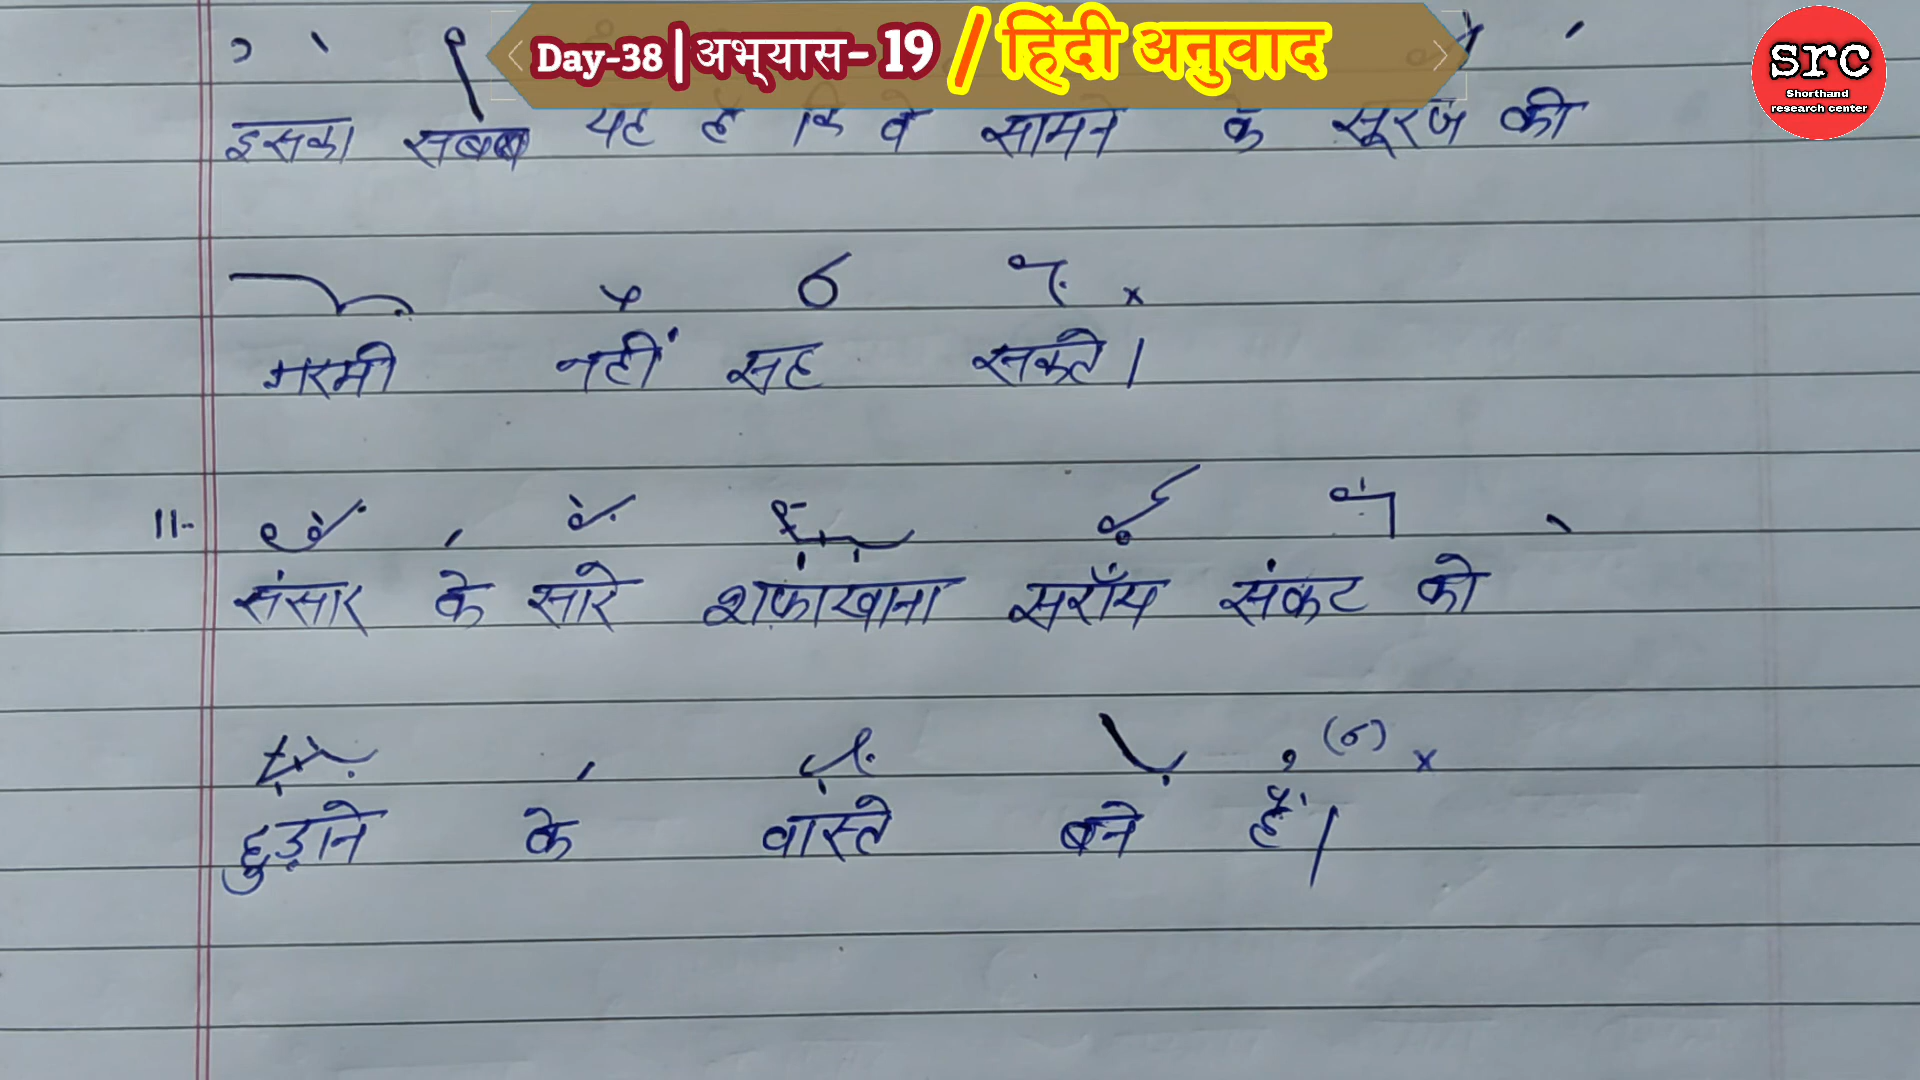 Day-38 | अभ्यास- 19 / हिंदी अनुवाद
src
Shorthand
research center
इसका सबब यह है कि वे सामने के सूरज की
गरमी नहीं सह सकते।
11- संसार के सारे शफ़ाखाना सराँय संकट को
छुड़ाने के वास्ते बने हैं।